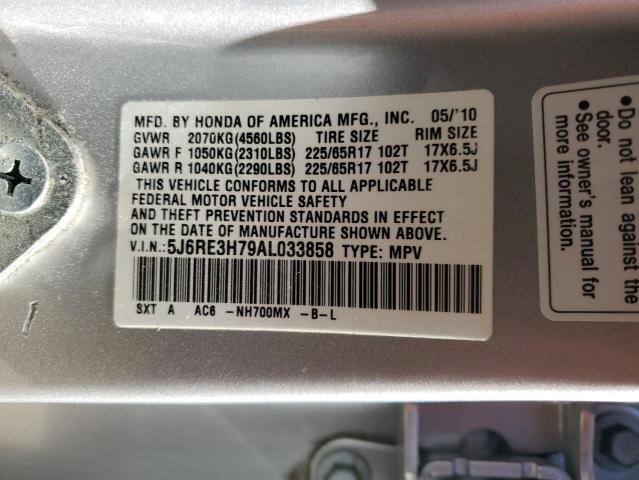 MFD. BY HONDA OF AMERICA MFG., INC. 05/'10
GVWR 2070KG(4560LBS) TIRE SIZE RIM SIZE
GAWR F 1050KG(2310LBS) 225/65R17 102T 17X6.5J
GAWR R 1040KG(2290LBS) 225/65R17 102T 17X6.5J
THIS VEHICLE CONFORMS TO ALL APPLICABLE
FEDERAL MOTOR VEHICLE SAFETY
AND THEFT PREVENTION STANDARDS IN EFFECT
ON THE DATE OF MANUFACTURE SHOWN ABOVE.
V.I.N.:5J6RE3H79AL033858 TYPE: MPV
SXT A AC6 -NH700MX -B-L
• Do not lean the
door.
• See owner's manual for
more information.